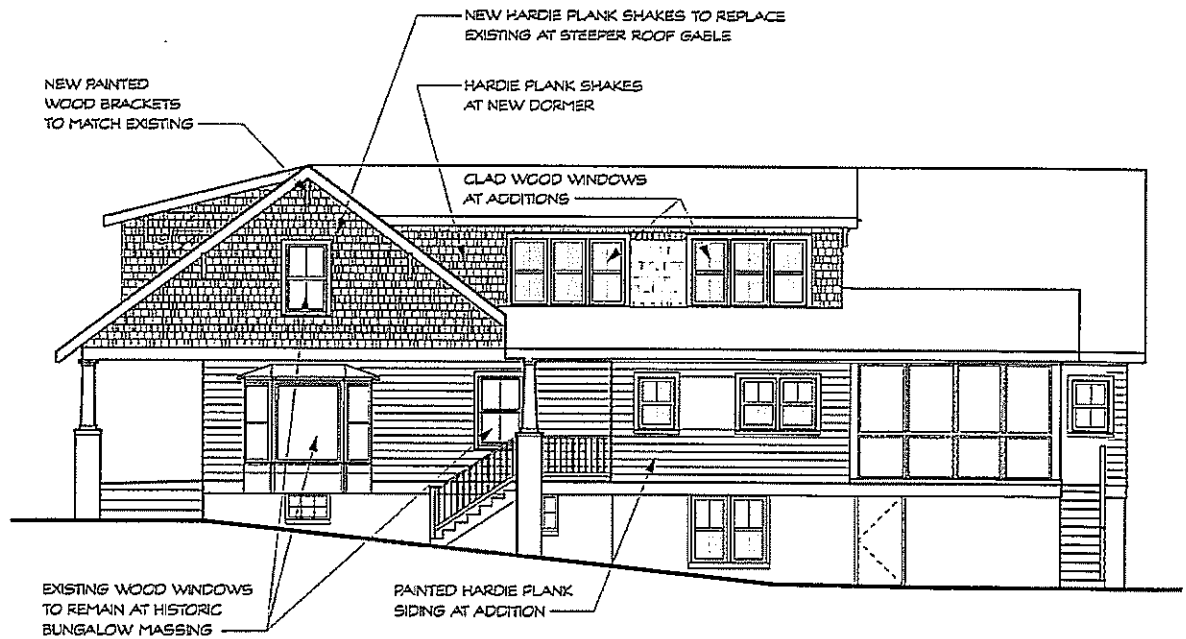 NEW HARDIE PLANK SHAKES TO REPLACE
EXISTING AT STEEPER ROOF GABLE
NEW PAINTED
WOOD BRACKETS
TO MATCH EXISTING
HARDIE PLANK SHAKES
AT NEW DORMER
CLAD WOOD WINDOWS
AT ADDITIONS
EXISTING WOOD WINDOWS
TO REMAIN AT HISTORIC
BUNGALOW MASSING
PAINTED HARDIE PLANK
SIDING AT ADDITION